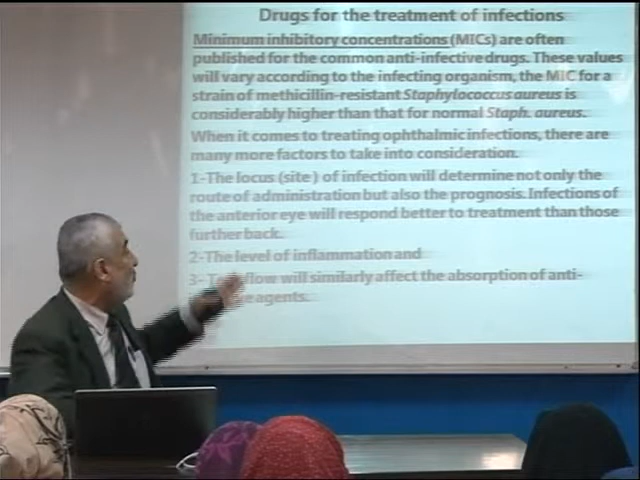 Drugs for the treatment of infections
Minimum inhibitory concentrations (MICs) are often
published for the common anti-infective drugs. These values
will vary according to the infecting organism, the MIC for a
strain of methicillin-resistant Staphylococcus aureus is
considerably higher than that for normal Staph. aureus.
When it comes to treating ophthalmic infections, there are
many more factors to take into consideration.
1-The locus (site) of infection will determine not only the
route of administration but also the prognosis. Infections of
the anterior eye will respond better to treatment than those
further back.
2-The level of inflammation and
3- flow will similarly affect the absorption of anti-
agents.